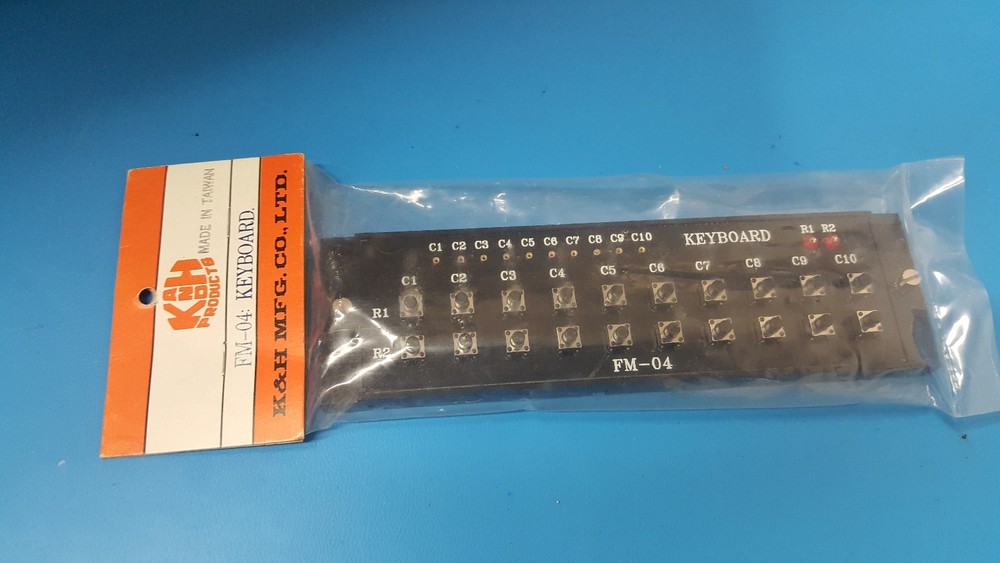 K AND H
PRODUCTS
MADE IN TAIWAN
FM-04: KEYBOARD.
K&H MFG. CO., LTD.
C1 C2 C3 C4 C5 C6 C7 C8 C9 C10
KEYBOARD
R1 R2
C1 C2 C3 C4 C5 C6 C7 C8 C9 C10
R1
R2
FM-04